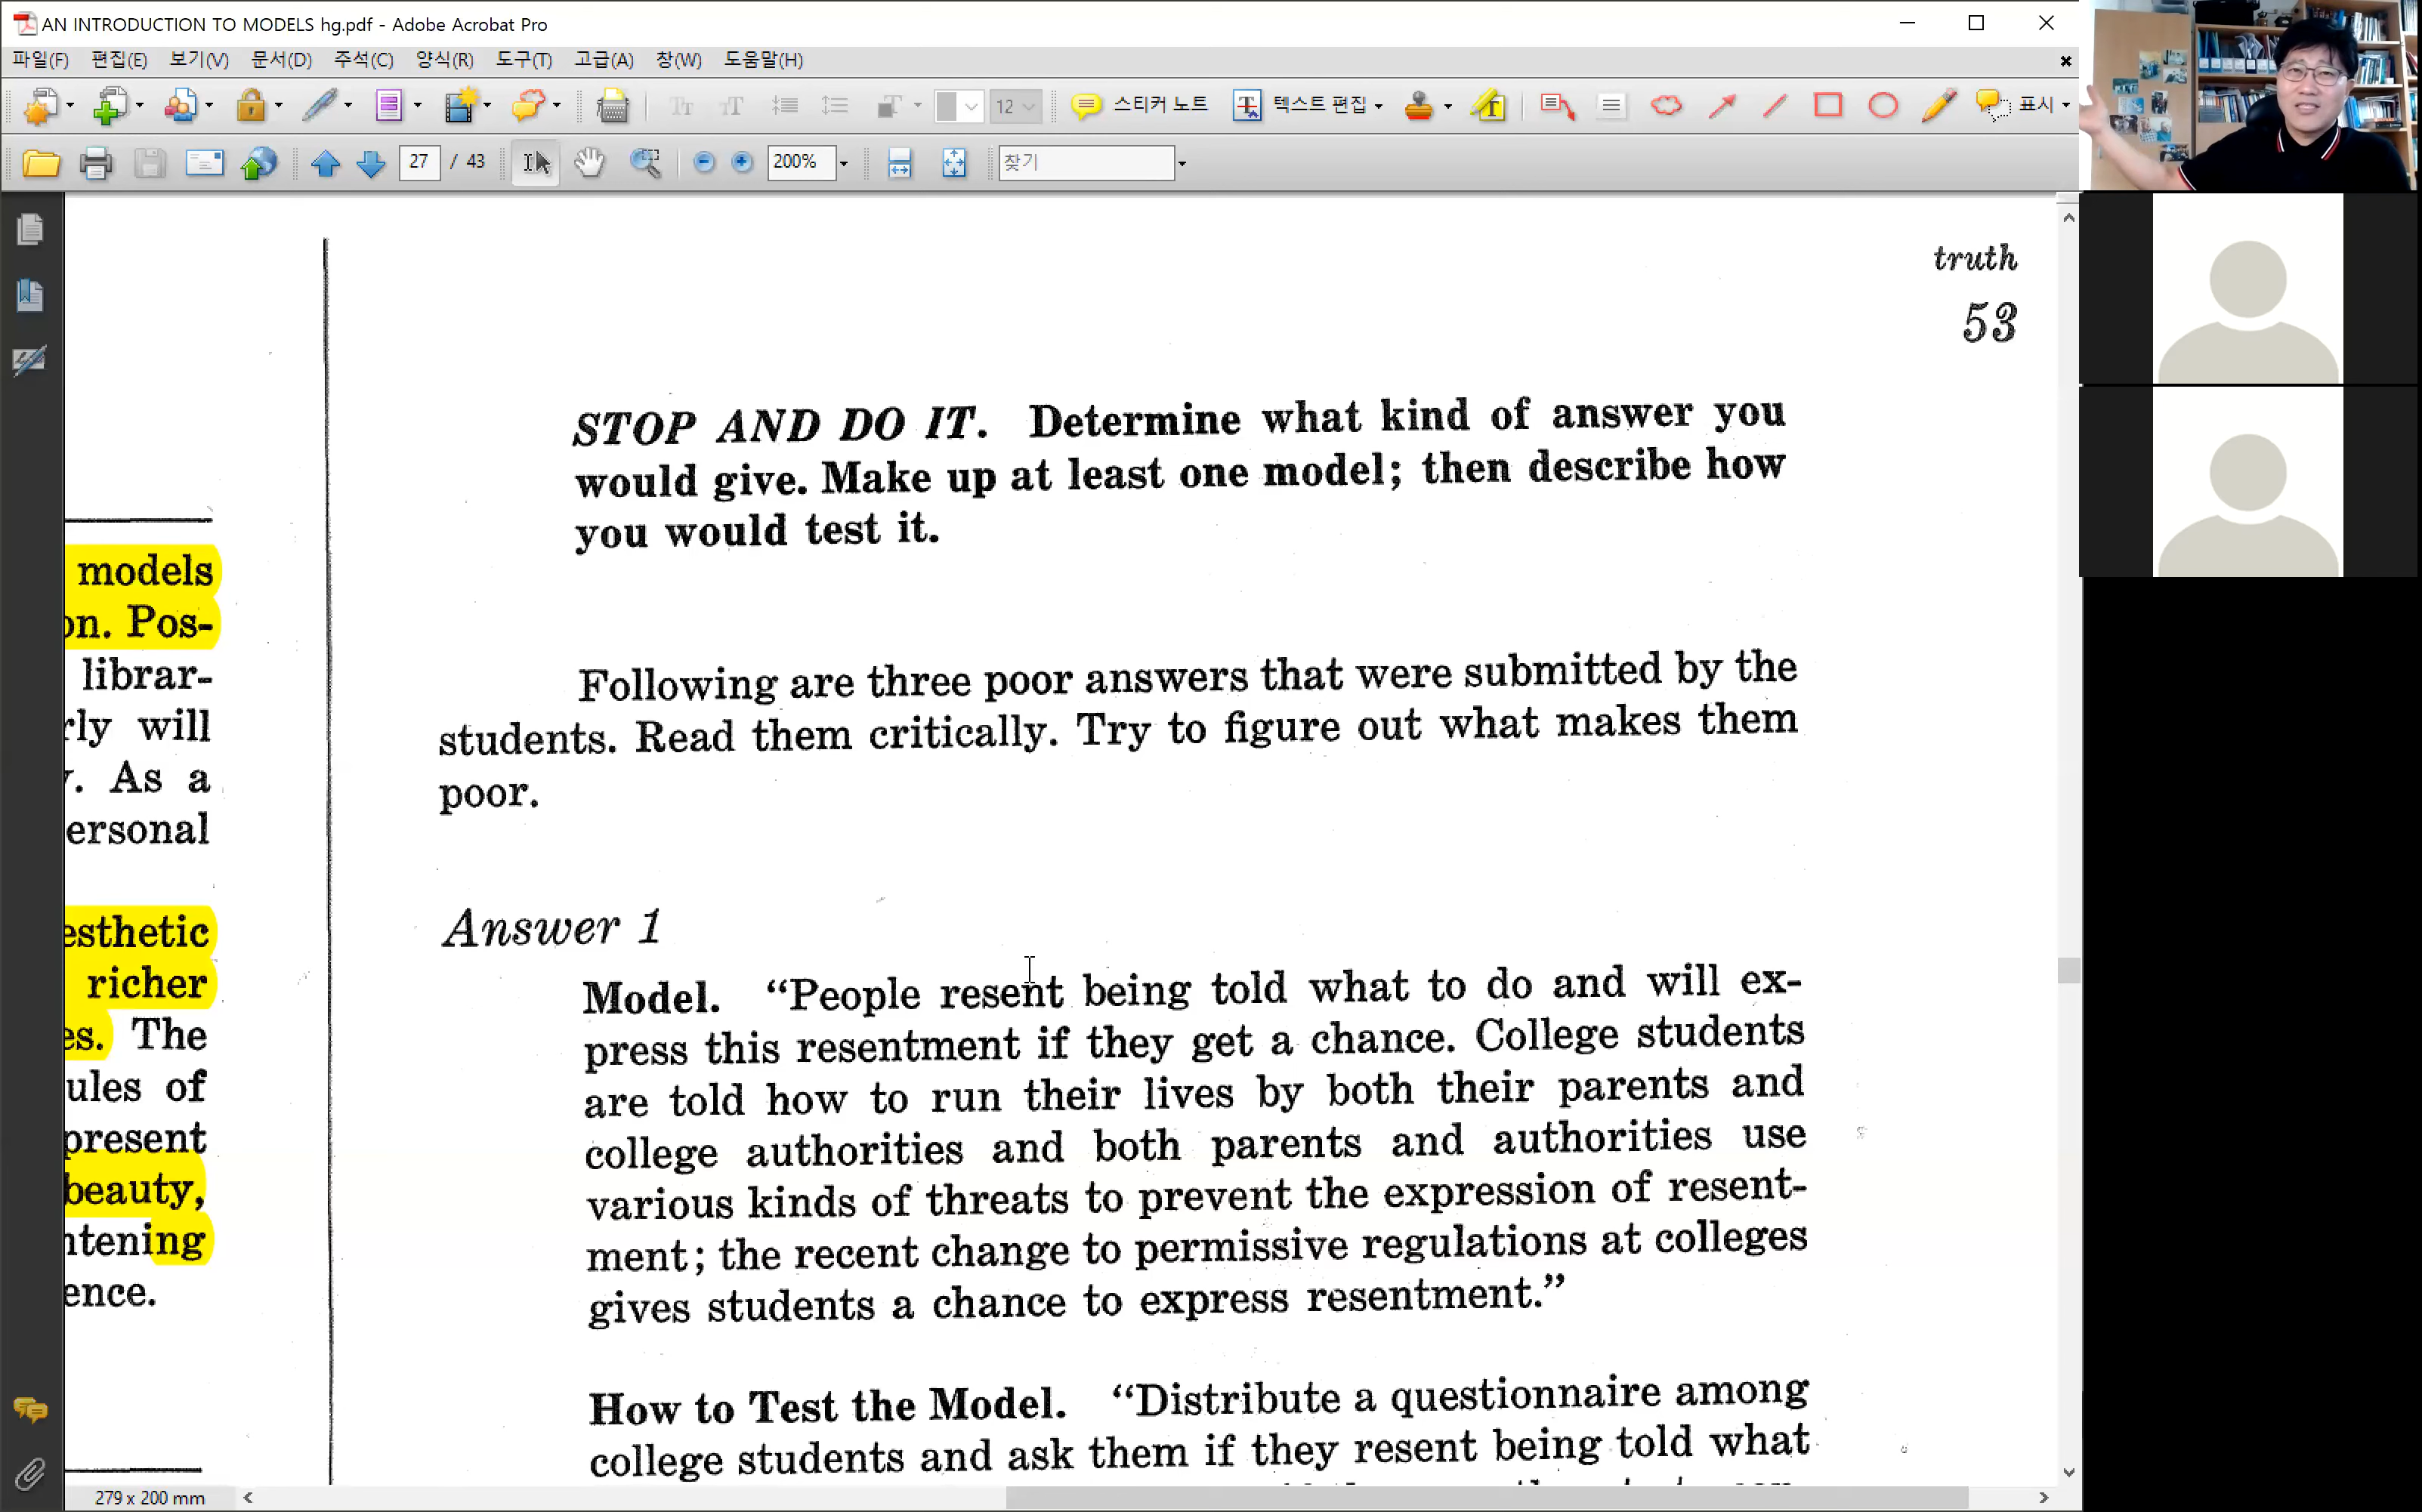 AN INTRODUCTION TO MODELS hg.pdf - Adobe Acrobat Pro
파일(F) 편집(E) 보기(V) 문서(D) 주석(C) 양식(R) 도구(T) 고급(A) 창(W) 도움말(H)
12 스티커 노트 텍스트 편집 표시
27 / 43 200% 찾기
truth
53
STOP AND DO IT. Determine what kind of answer you
would give. Make up at least one model; then describe how
you would test it.
models
on. Pos-
librar-
rly will
. As a
ersonal
esthetic
richer
es. The
ules of
present
beauty,
ntening
ence.
Following are three poor answers that were submitted by the
students. Read them critically. Try to figure out what makes them
poor.
Answer 1
Model. “People resent being told what to do and will ex-
press this resentment if they get a chance. College students
are told how to run their lives by both their parents and
college authorities and both parents and authorities use
various kinds of threats to prevent the expression of resent-
ment; the recent change to permissive regulations at colleges
gives students a chance to express resentment.”
How to Test the Model. “Distribute a questionnaire among
college students and ask them if they resent being told what
279 x 200 mm